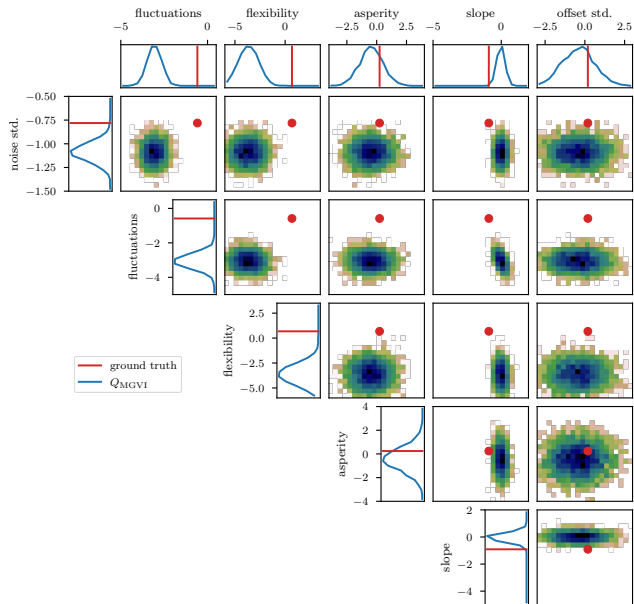 fluctuations flexibility asperity slope offset std.
−5 0 −5 0 −2.5 0.0 2.5 −5 0 −2.5 0.0 2.5
noise std.
−0.50
−0.75
−1.00
−1.25
−1.50
fluctuations
0
−2
−4
flexibility
2.5
0.0
−2.5
−5.0
ground truth
Q_MGVI
asperity
4
2
0
−2
−4
slope
2
0
−2
−4